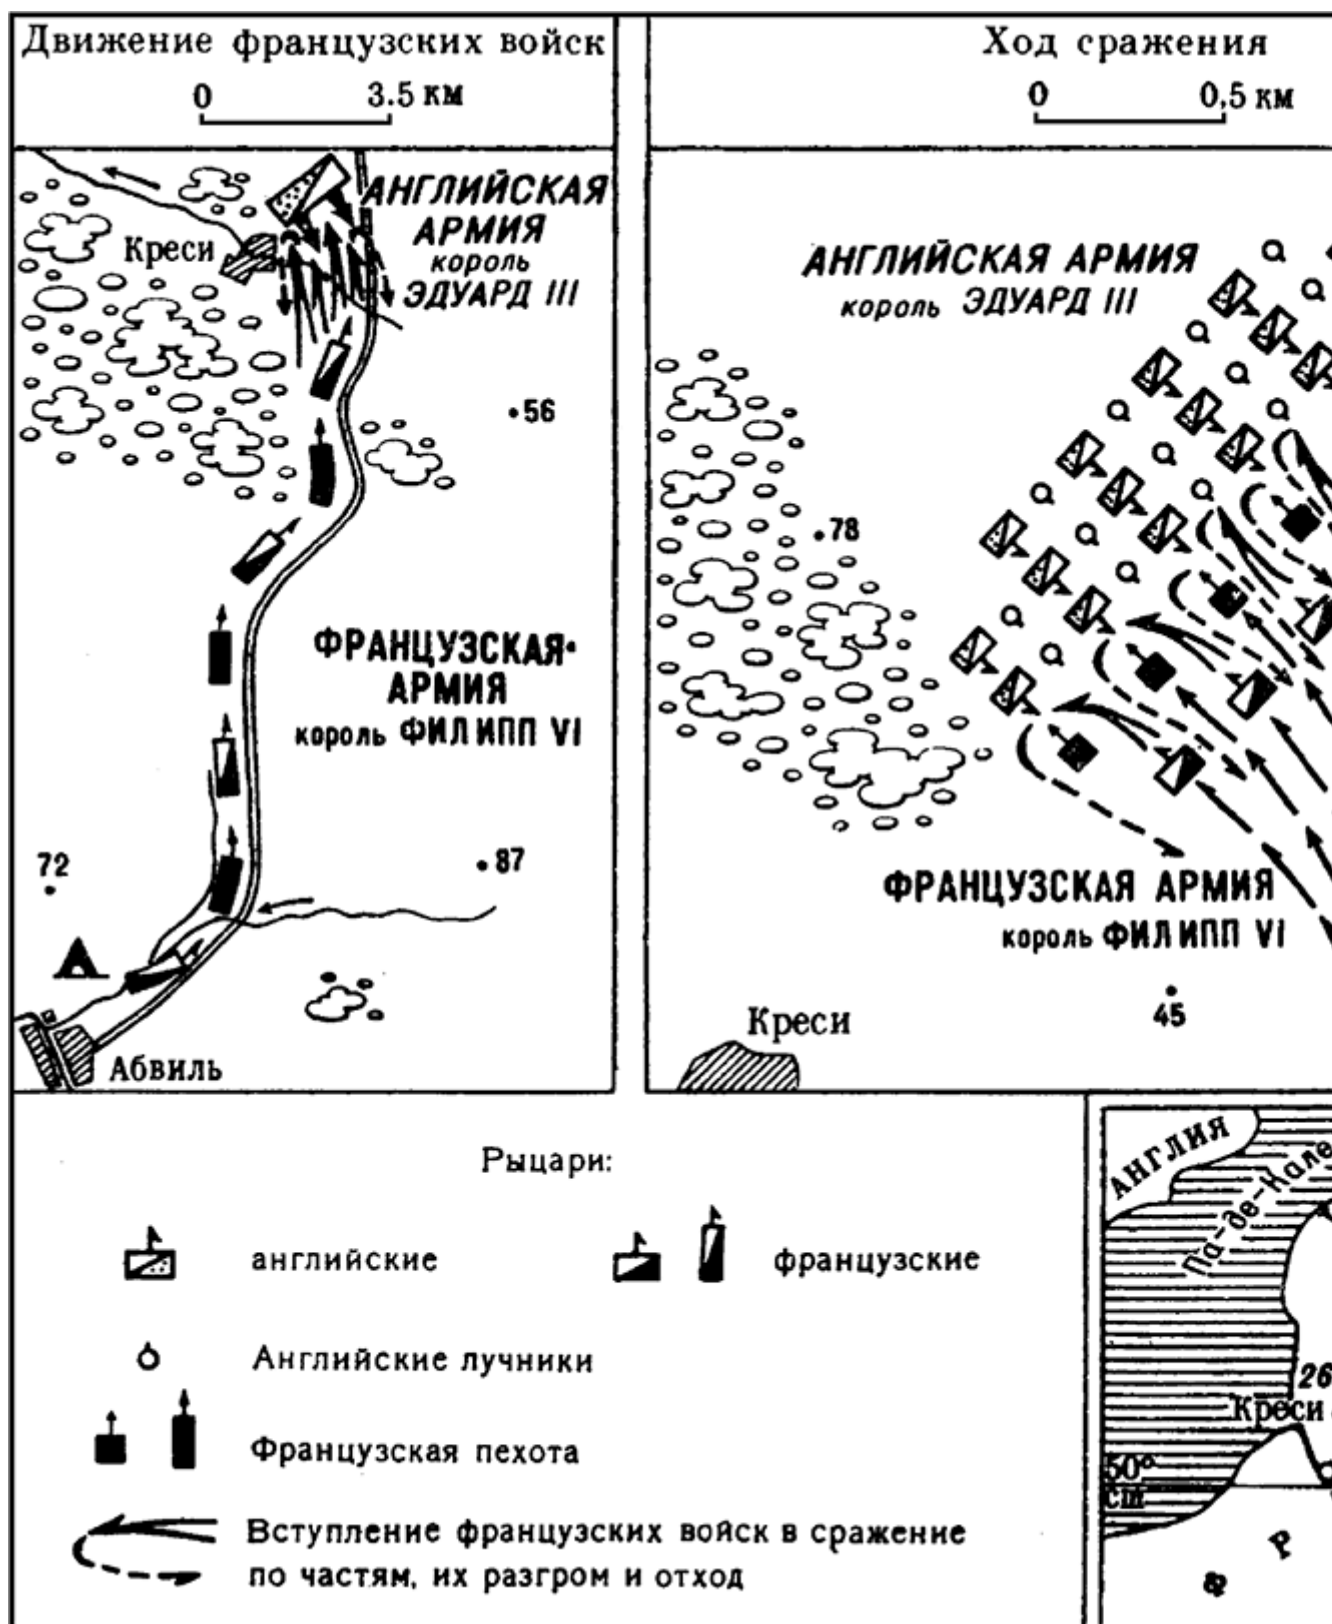 Движение французских войск
0 3.5 км
АНГЛИЙСКАЯ
АРМИЯ
король
ЭДУАРД III
Креси
56
ФРАНЦУЗСКАЯ
АРМИЯ
король ФИЛИПП VI
72
87
Абвиль
Ход сражения
0 0,5 км
АНГЛИЙСКАЯ АРМИЯ
король ЭДУАРД III
78
ФРАНЦУЗСКАЯ АРМИЯ
король ФИЛИПП VI
45
Креси
Рыцари:
английские
французские
Английские лучники
Французская пехота
Вступление французских войск в сражение
по частям, их разгром и отход
АНГЛИЯ
Па-де-Кале
26
Креси
50°
Р